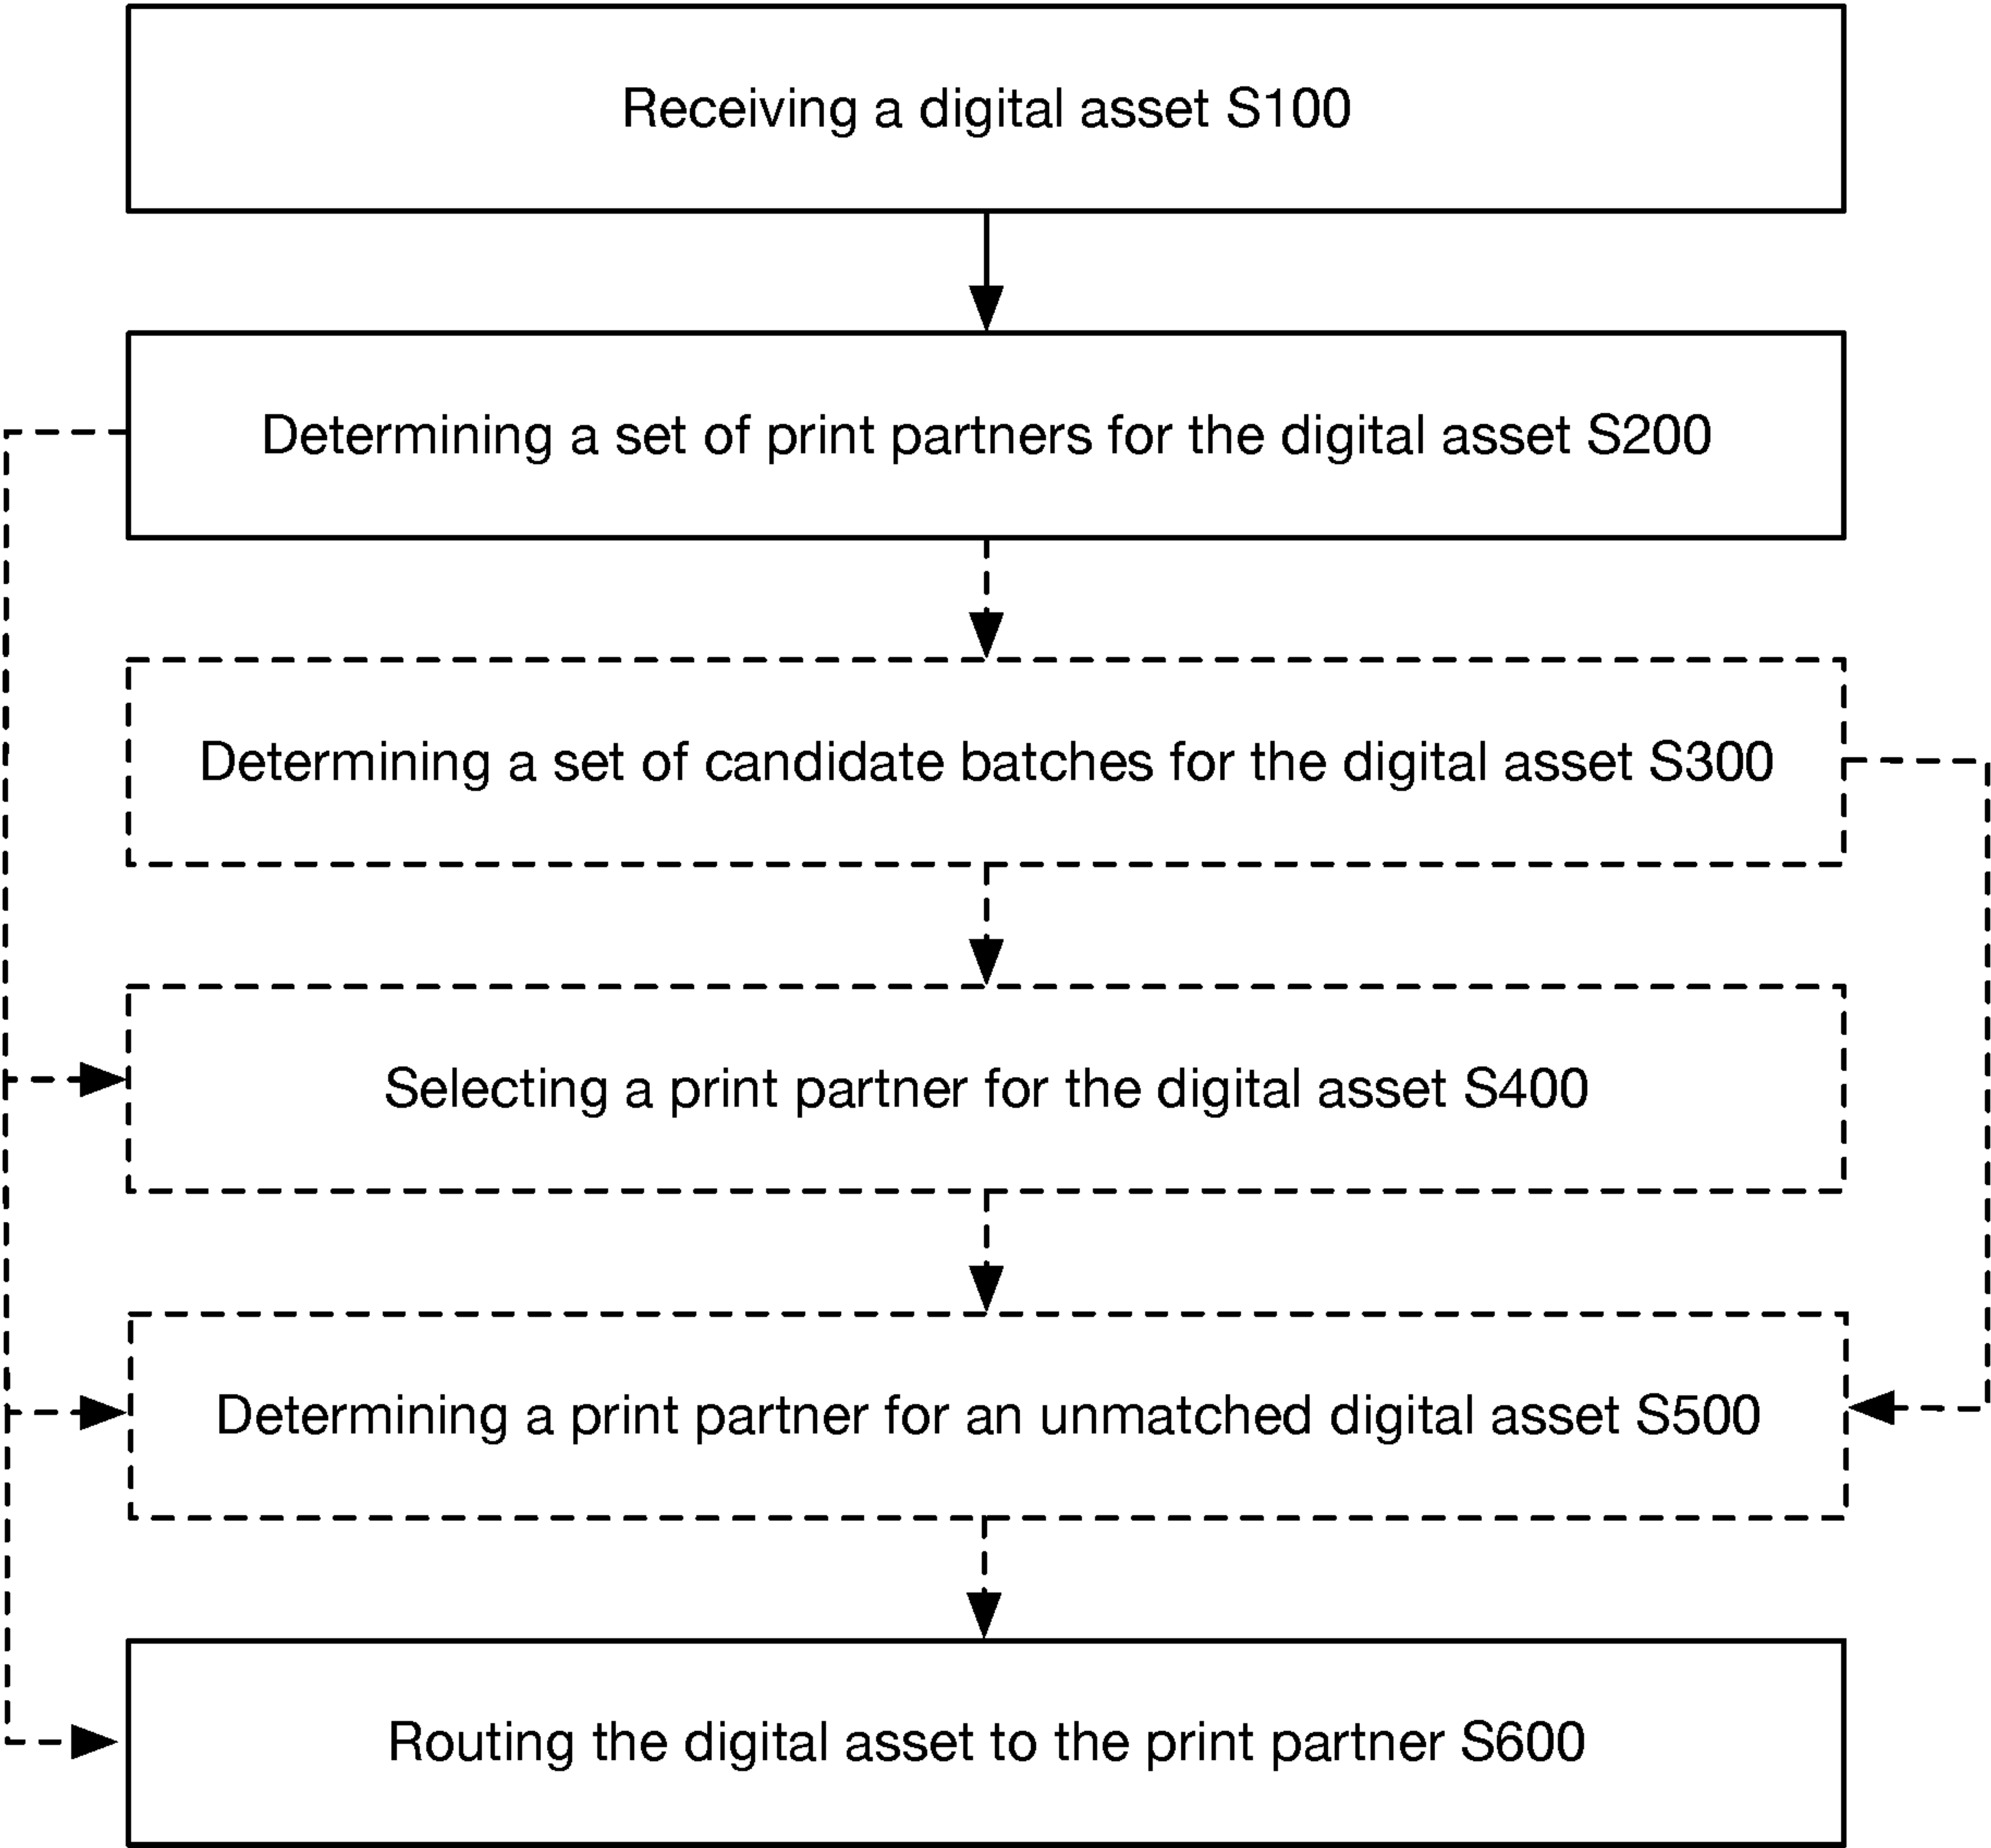 Receiving a digital asset S100
Determining a set of print partners for the digital asset S200
Determining a set of candidate batches for the digital asset S300
Selecting a print partner for the digital asset S400
Determining a print partner for an unmatched digital asset S500
Routing the digital asset to the print partner S600